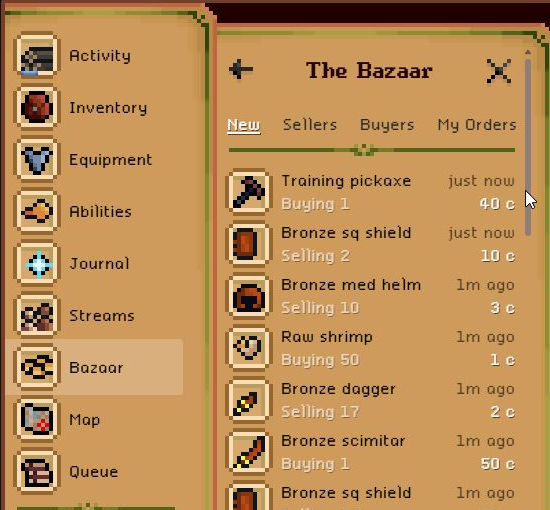 Activity
Inventory
Equipment
Abilities
Journal
Streams
Bazaar
Map
Queue
The Bazaar
New Sellers Buyers My Orders
Training pickaxe just now
Buying 1 40 c
Bronze sq shield just now
Selling 2 10 c
Bronze med helm 1m ago
Selling 10 3 c
Raw shrimp 1m ago
Buying 50 1 c
Bronze dagger 1m ago
Selling 17 2 c
Bronze scimitar 1m ago
Buying 1 50 c
Bronze sq shield 1m ago